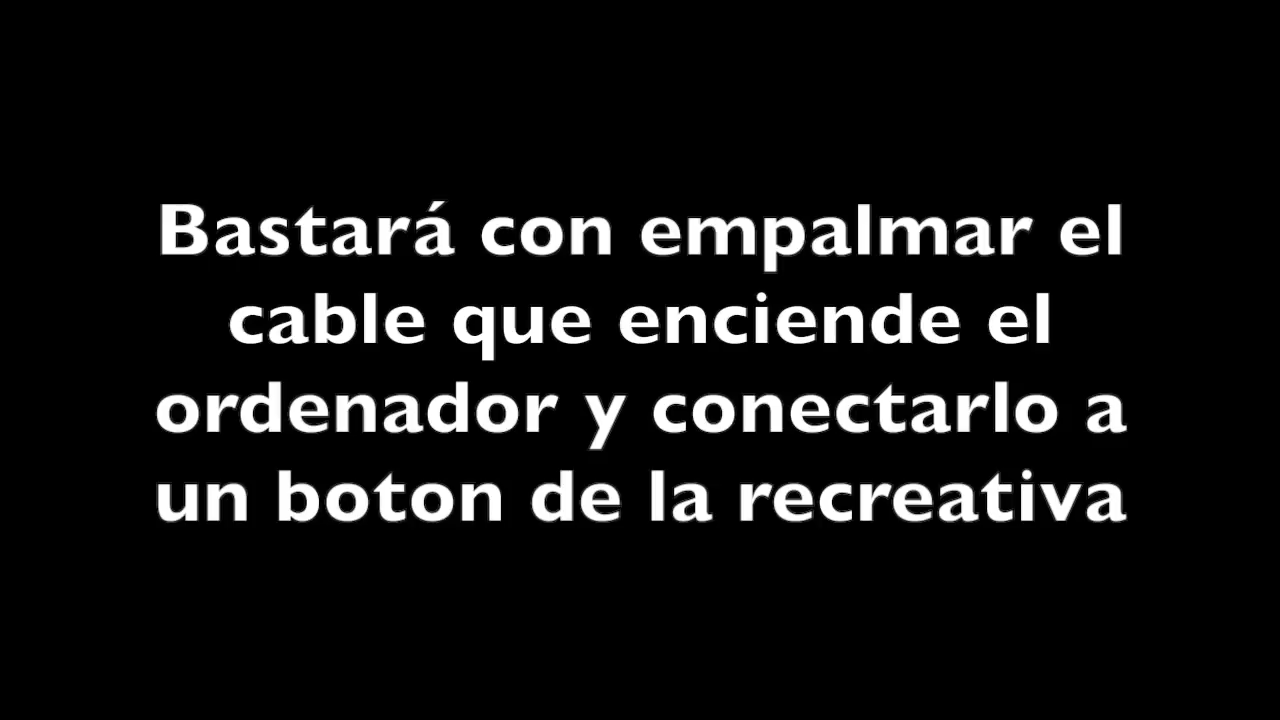 Bastará con empalmar el
cable que enciende el
ordenador y conectarlo a
un boton de la recreativa